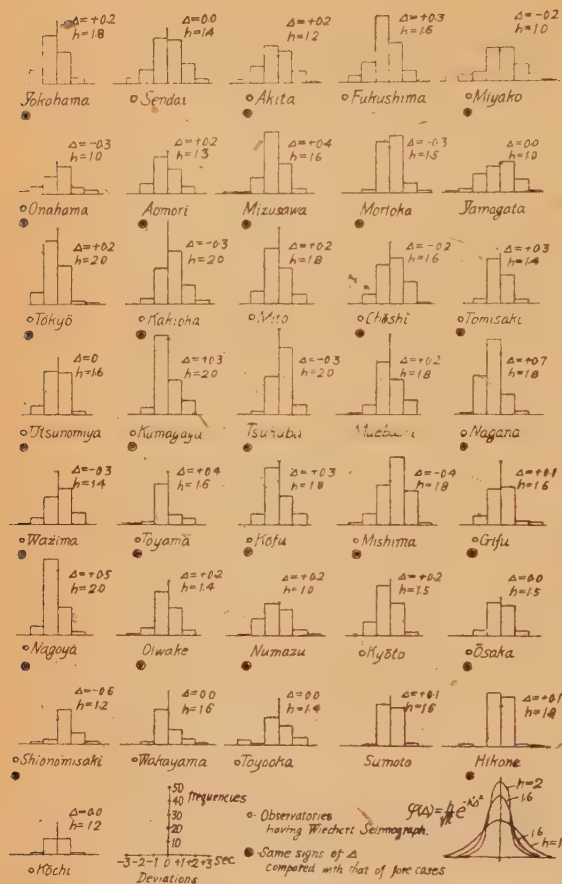 Δ=+0.2
h=1.8
Yokohama
Δ=0.0
h=1.4
○Sendai
Δ=+0.2
h=1.2
○Akita
Δ=+0.3
h=1.6
○Fukushima
Δ=-0.2
h=1.0
○Miyako
Δ=-0.3
h=1.0
○Onahama
Δ=+0.2
h=1.3
Aomori
Δ=+0.4
h=1.6
Mizusawa
Δ=-0.3
h=1.5
Morioka
Δ=0.0
h=1.0
Yamagata
Δ=+0.2
h=2.0
○Tōkyō
Δ=-0.3
h=2.0
○Kakioka
Δ=+0.2
h=1.8
○Mito
Δ=-0.2
h=1.6
○Chōshi
Δ=+0.3
h=1.4
○Tomisaki
Δ=0
h=1.6
○Utsunomiya
Δ=+0.3
h=2.0
○Kumagaya
Δ=-0.3
h=2.0
Tsukuba
Δ=+0.2
h=1.8
Maebashi
Δ=+0.7
h=1.8
○Nagano
Δ=-0.3
h=1.4
○Wazima
Δ=+0.4
h=1.6
○Toyama
Δ=+0.3
h=1.8
○Kōfu
Δ=-0.4
h=1.8
○Mishima
Δ=+0.1
h=1.6
○Grifu
Δ=+0.5
h=2.0
○Nagoya
Δ=+0.2
h=1.4
Oiwake
Δ=+0.2
h=1.0
Numazu
Δ=+0.2
h=1.5
○Kyōto
Δ=0.0
h=1.5
○Ōsaka
Δ=-0.6
h=1.2
○Shionomisaki
Δ=0.0
h=1.6
○Wakayama
Δ=0.0
h=1.4
○Toyooka
Δ=+0.1
h=1.6
Sumoto
Δ=+0.1
h=1.8
Hikone
Δ=0.0
h=1.2
○Kōchi
50
40
30
20
10
frequencies
-3 -2 -1 0 +1 +2 +3 sec
Deviations
○ Observatories
having Wiechert Seismograph.
● Same signs of Δ
compared with that of fore cases
h=2
1.6
1.6
h=1